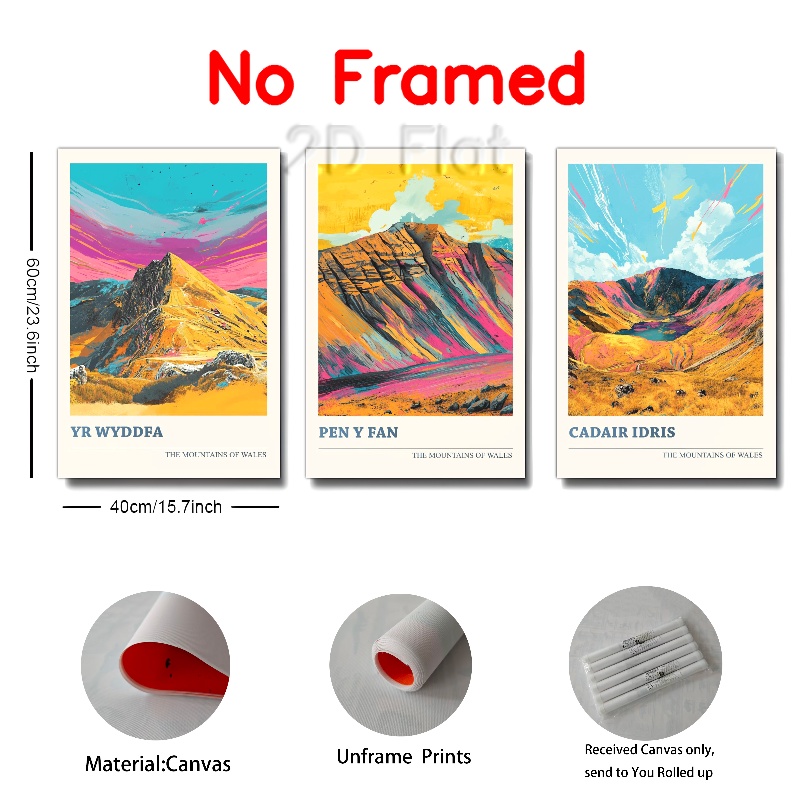 No Framed
2D Flat
60cm/23.6inch
YR WYDDFA
THE MOUNTAINS OF WALES
PEN Y FAN
THE MOUNTAINS OF WALES
CADAIR IDRIS
THE MOUNTAINS OF WALES
40cm/15.7inch
Material:Canvas
Unframe Prints
Received Canvas only,
send to You Rolled up